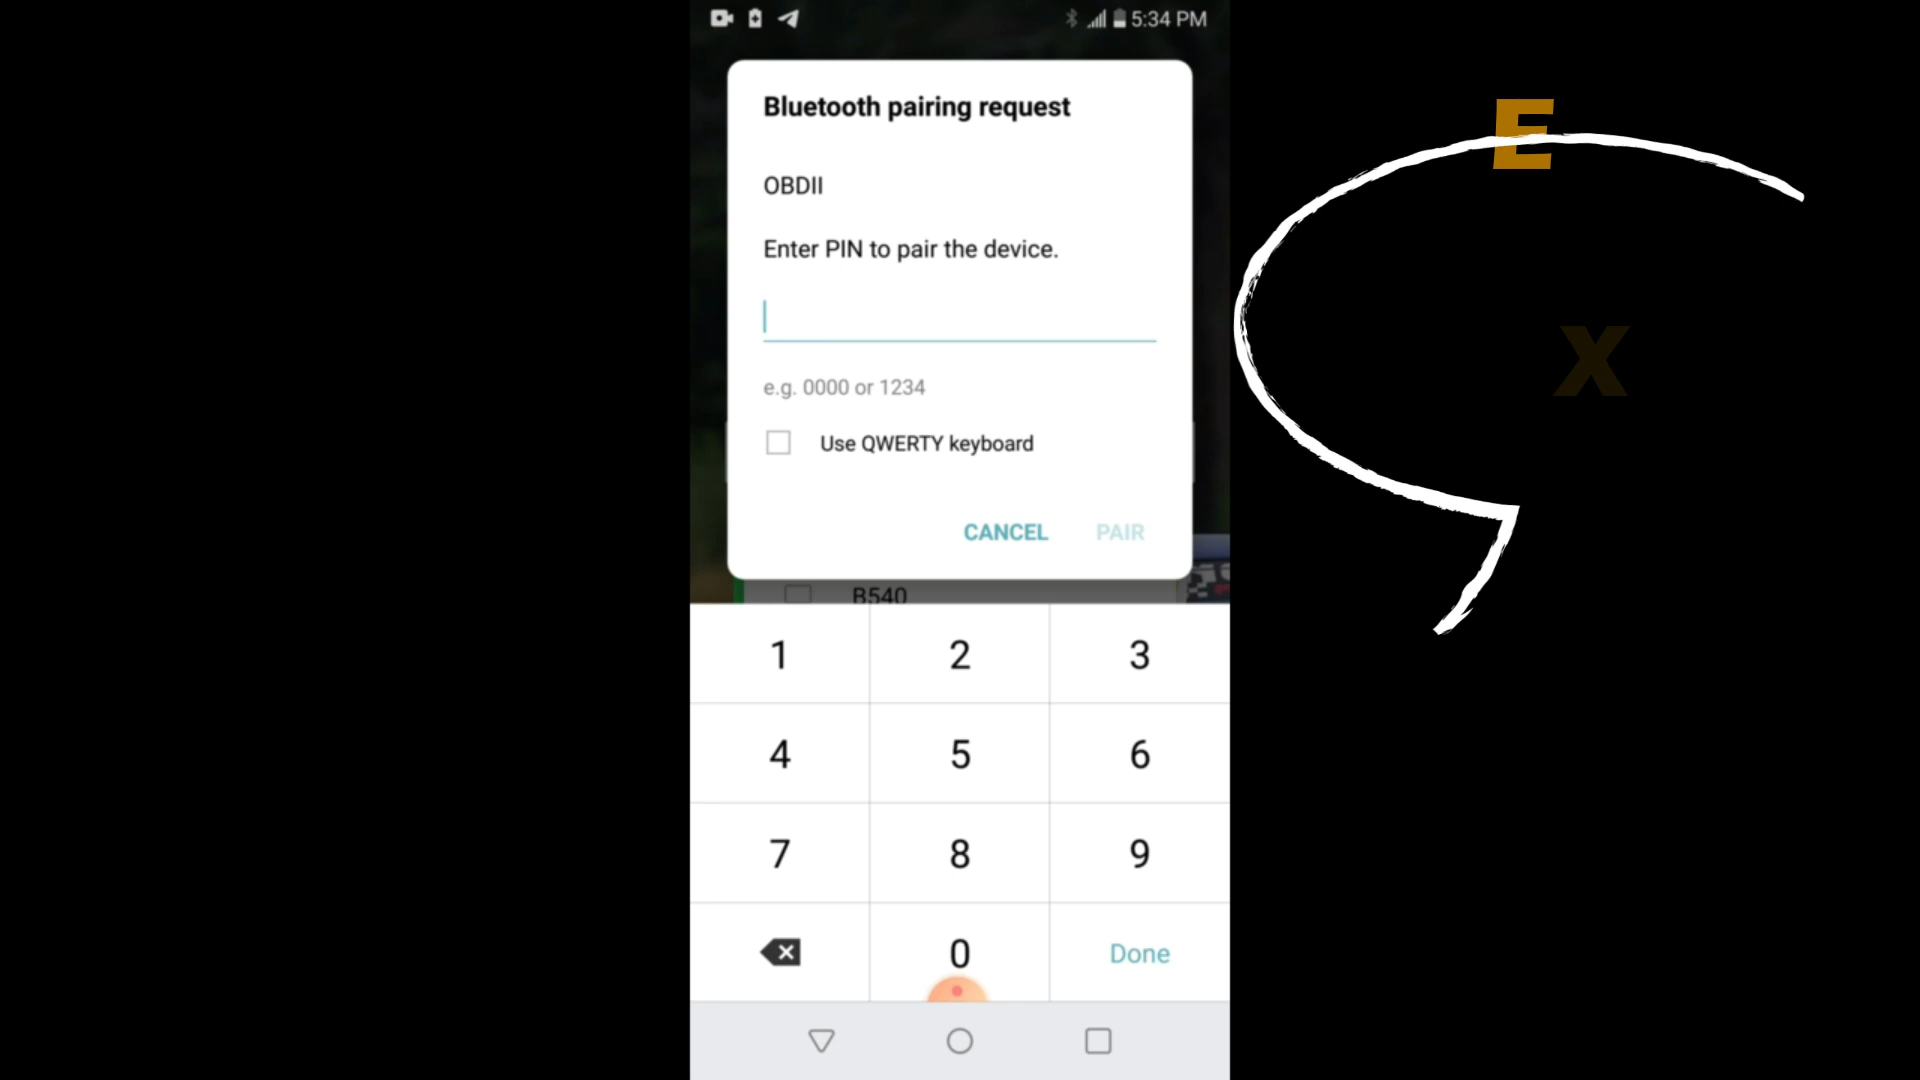 5:34 PM
Bluetooth pairing request
OBDII
Enter PIN to pair the device.
e.g. 0000 or 1234
Use QWERTY keyboard
CANCEL PAIR
B540
1 2 3
4 5 6
7 8 9
0 Done
E
X